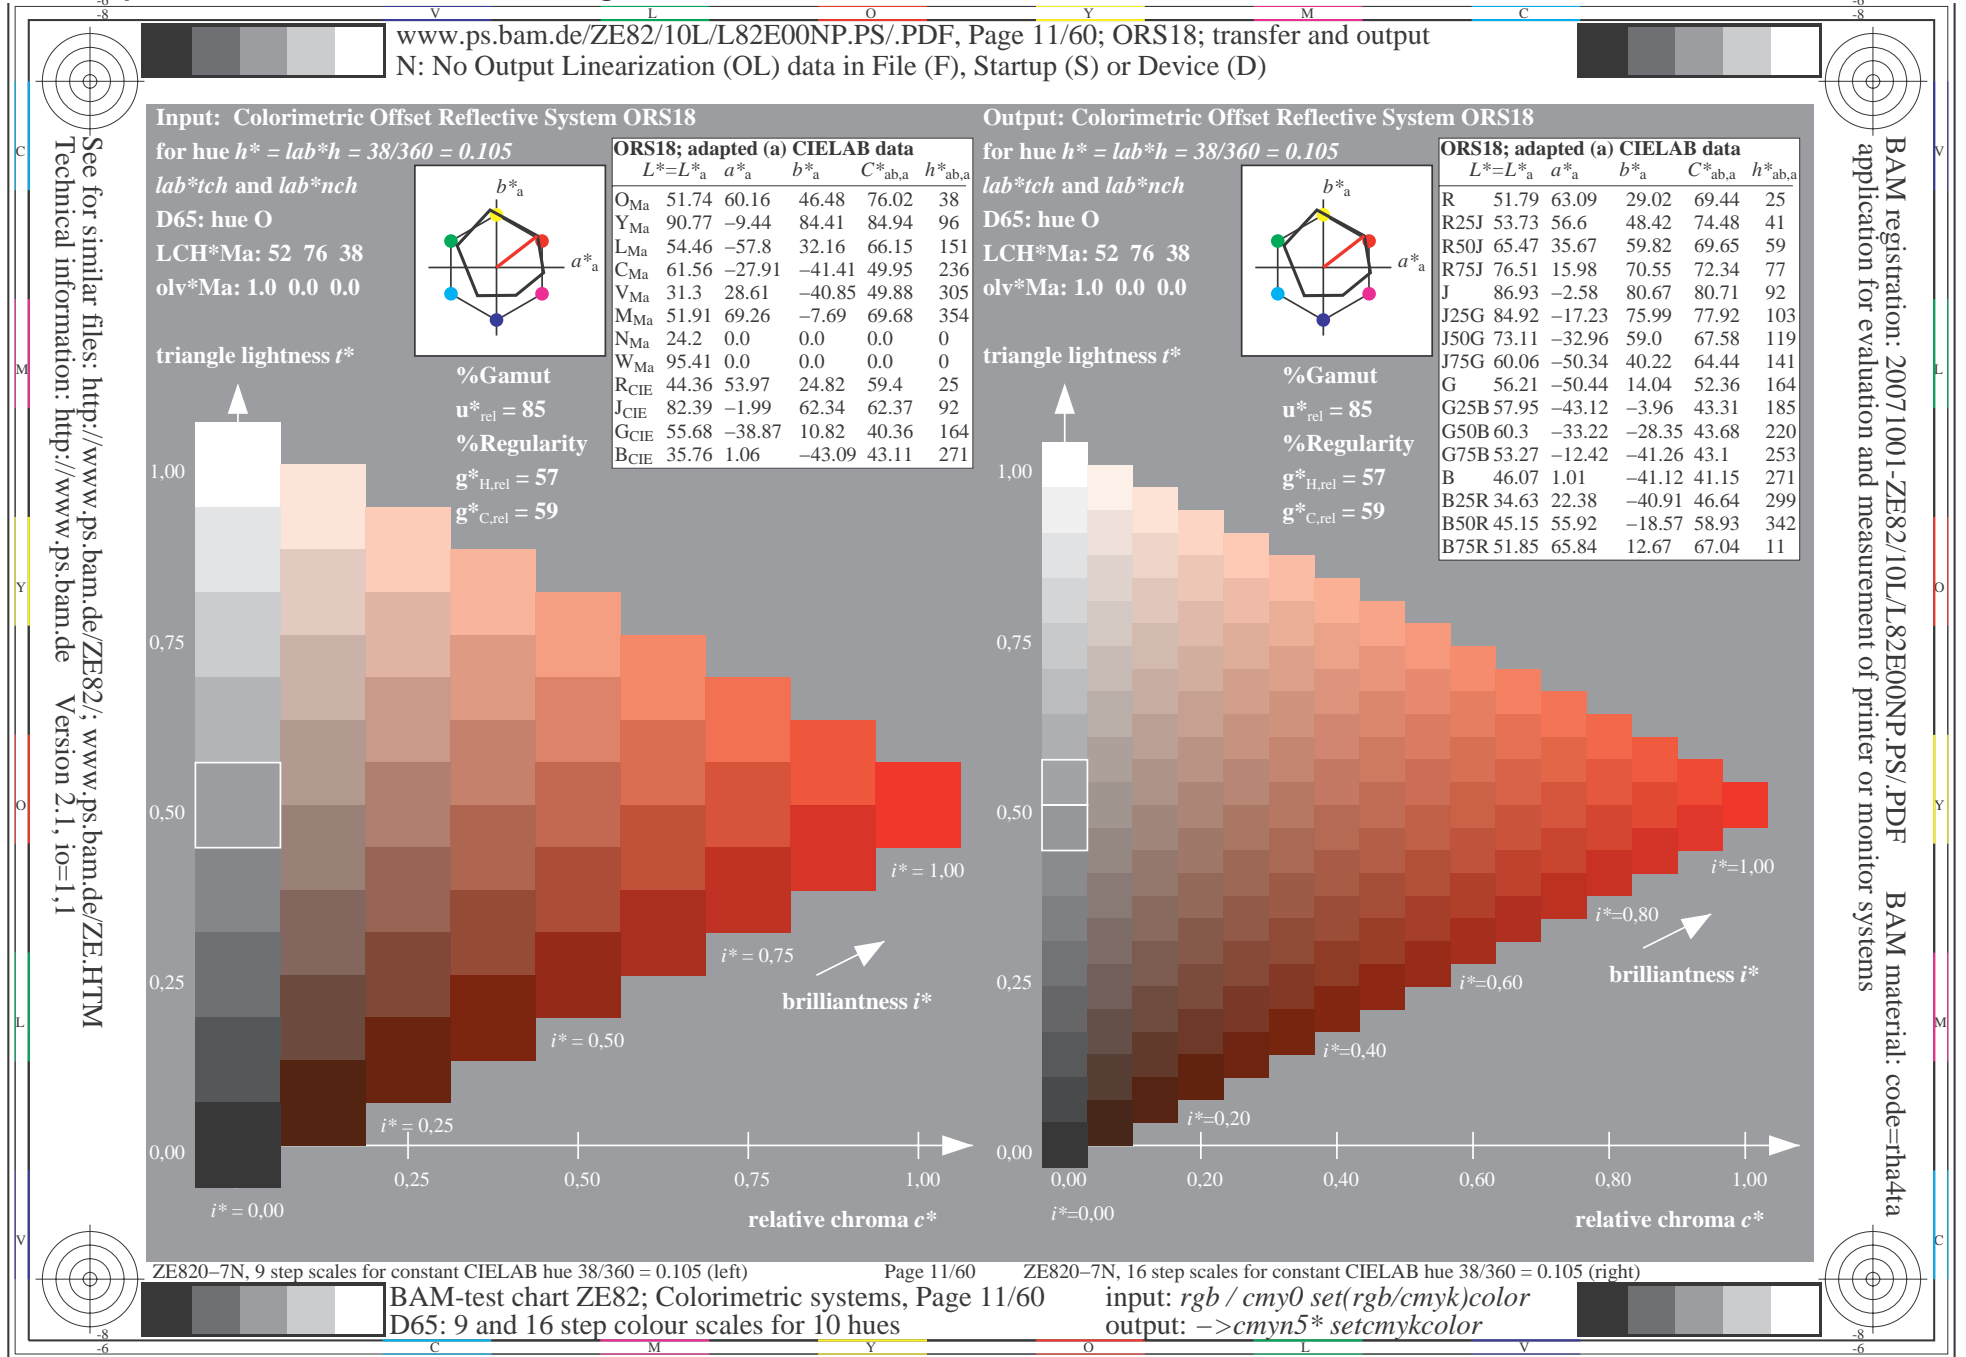 www.ps.bam.de/ZE82/10L/L82E00NP.PS/.PDF, Page 11/60; ORS18; transfer and output
N: No Output Linearization (OL) data in File (F), Startup (S) or Device (D)
-6
-8
V
L
O
Y
M
C
-6
-8
See for similar files: http://www.ps.bam.de/ZE82/; www.ps.bam.de/ZE.HTM
Technical information: http://www.ps.bam.de Version 2.1, io=1,1
C
M
Y
O
L
V
Input: Colorimetric Offset Reflective System ORS18
for hue h* = lab*h = 38/360 = 0.105
lab*tch and lab*nch
D65: hue O
LCH*Ma: 52 76 38
olv*Ma: 1.0 0.0 0.0
triangle lightness t*
b*a
a*a
%Gamut
u*rel = 85
%Regularity
g*H,rel = 57
g*C,rel = 59
ORS18; adapted (a) CIELAB data
L*=L*a a*a b*a C*ab,a h*ab,a
OMa 51.74 60.16 46.48 76.02 38
YMa 90.77 −9.44 84.41 84.94 96
LMa 54.46 −57.8 32.16 66.15 151
CMa 61.56 −27.91 −41.41 49.95 236
VMa 31.3 28.61 −40.85 49.88 305
MMa 51.91 69.26 −7.69 69.68 354
NMa 24.2 0.0 0.0 0.0 0
WMa 95.41 0.0 0.0 0.0 0
RCIE 44.36 53.97 24.82 59.4 25
JCIE 82.39 −1.99 62.34 62.37 92
GCIE 55.68 −38.87 10.82 40.36 164
BCIE 35.76 1.06 −43.09 43.11 271
1,00
0,75
0,50
0,25
0,00
i* = 1,00
i* = 0,75
brilliantness i*
i* = 0,50
i* = 0,25
0,25 0,50 0,75 1,00
i* = 0,00
relative chroma c*
Output: Colorimetric Offset Reflective System ORS18
for hue h* = lab*h = 38/360 = 0.105
lab*tch and lab*nch
D65: hue O
LCH*Ma: 52 76 38
olv*Ma: 1.0 0.0 0.0
triangle lightness t*
b*a
a*a
%Gamut
u*rel = 85
%Regularity
g*H,rel = 57
g*C,rel = 59
ORS18; adapted (a) CIELAB data
L*=L*a a*a b*a C*ab,a h*ab,a
R 51.79 63.09 29.02 69.44 25
R25J 53.73 56.6 48.42 74.48 41
R50J 65.47 35.67 59.82 69.65 59
R75J 76.51 15.98 70.55 72.34 77
J 86.93 −2.58 80.67 80.71 92
J25G 84.92 −17.23 75.99 77.92 103
J50G 73.11 −32.96 59.0 67.58 119
J75G 60.06 −50.34 40.22 64.44 141
G 56.21 −50.44 14.04 52.36 164
G25B 57.95 −43.12 −3.96 43.31 185
G50B 60.3 −33.22 −28.35 43.68 220
G75B 53.27 −12.42 −41.26 43.1 253
B 46.07 1.01 −41.12 41.15 271
B25R 34.63 22.38 −40.91 46.64 299
B50R 45.15 55.92 −18.57 58.93 342
B75R 51.85 65.84 12.67 67.04 11
1,00
0,75
0,50
0,25
0,00
i*=1,00
i*=0,80
brilliantness i*
i*=0,60
i*=0,40
i*=0,20
0,00 0,20 0,40 0,60 0,80 1,00
i*=0,00
relative chroma c*
BAM registration: 20071001-ZE82/10L/L82E00NP.PS/.PDF BAM material: code=rha4ta
application for evaluation and measurement of printer or monitor systems
V
L
O
Y
M
C
ZE820−7N, 9 step scales for constant CIELAB hue 38/360 = 0.105 (left)
Page 11/60
ZE820−7N, 16 step scales for constant CIELAB hue 38/360 = 0.105 (right)
BAM-test chart ZE82; Colorimetric systems, Page 11/60
D65: 9 and 16 step colour scales for 10 hues
input: rgb / cmy0 set(rgb/cmyk)color
output: −>cmyn5* setcmykcolor
-8
-6
C
M
Y
O
L
V
-8
-6